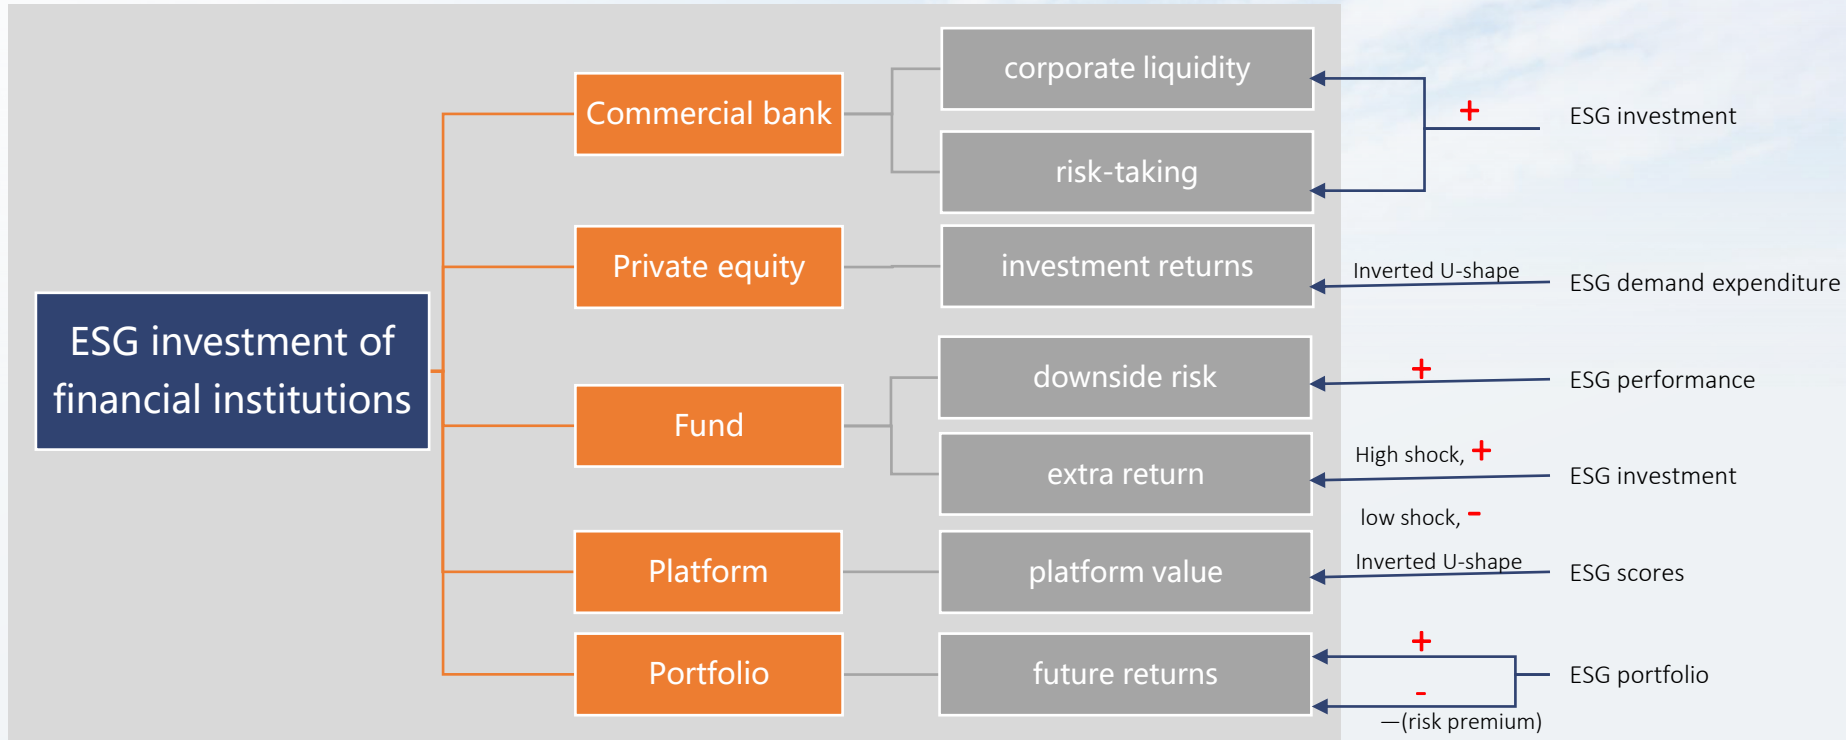 ESG investment of
financial institutions
Commercial bank
corporate liquidity
+
ESG investment
risk-taking
Private equity
investment returns
Inverted U-shape
ESG demand expenditure
Fund
downside risk
+
ESG performance
extra return
High shock, +
ESG investment
low shock, -
Platform
platform value
Inverted U-shape
ESG scores
Portfolio
future returns
+
ESG portfolio
-
—(risk premium)